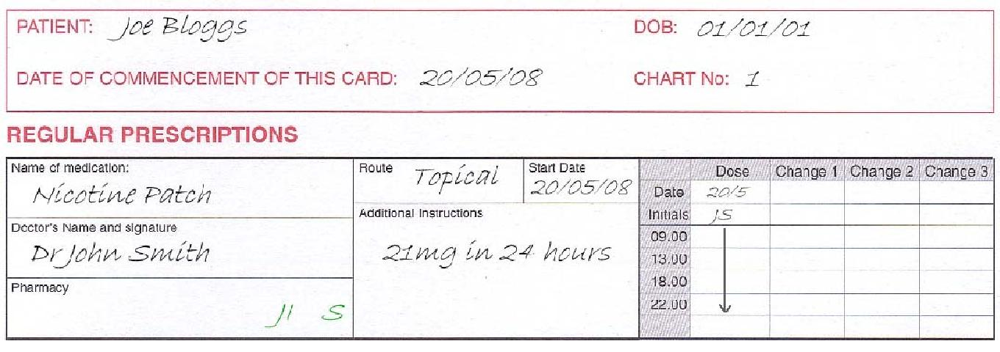 PATIENT: Joe Bloggs DOB: 01/01/01
DATE OF COMMENCEMENT OF THIS CARD: 20/05/08 CHART No: 1
REGULAR PRESCRIPTIONS
Name of medication:
Nicotine Patch
Route Topical
Start Date
20/05/08
Doctor's Name and signature
Dr John Smith
Additional Instructions
21mg in 24 hours
Pharmacy
JI S
Dose Change 1 Change 2 Change 3
Date 20/5
Initials JS
09.00
13.00
18.00
22.00